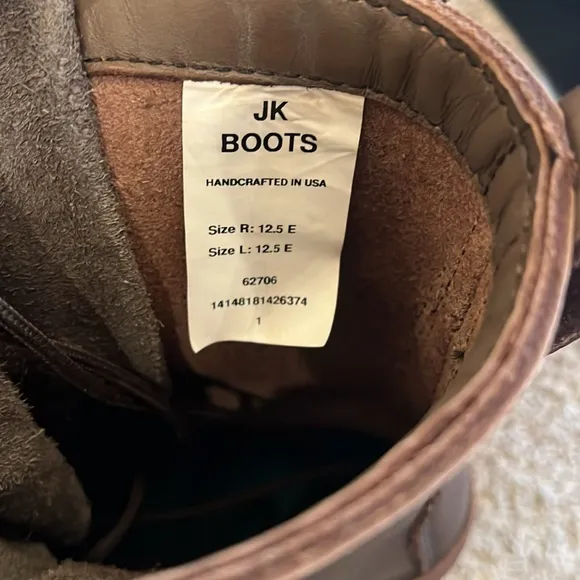 JK
BOOTS
HANDCRAFTED IN USA
Size R: 12.5 E
Size L: 12.5 E
62706
14148181426374
1